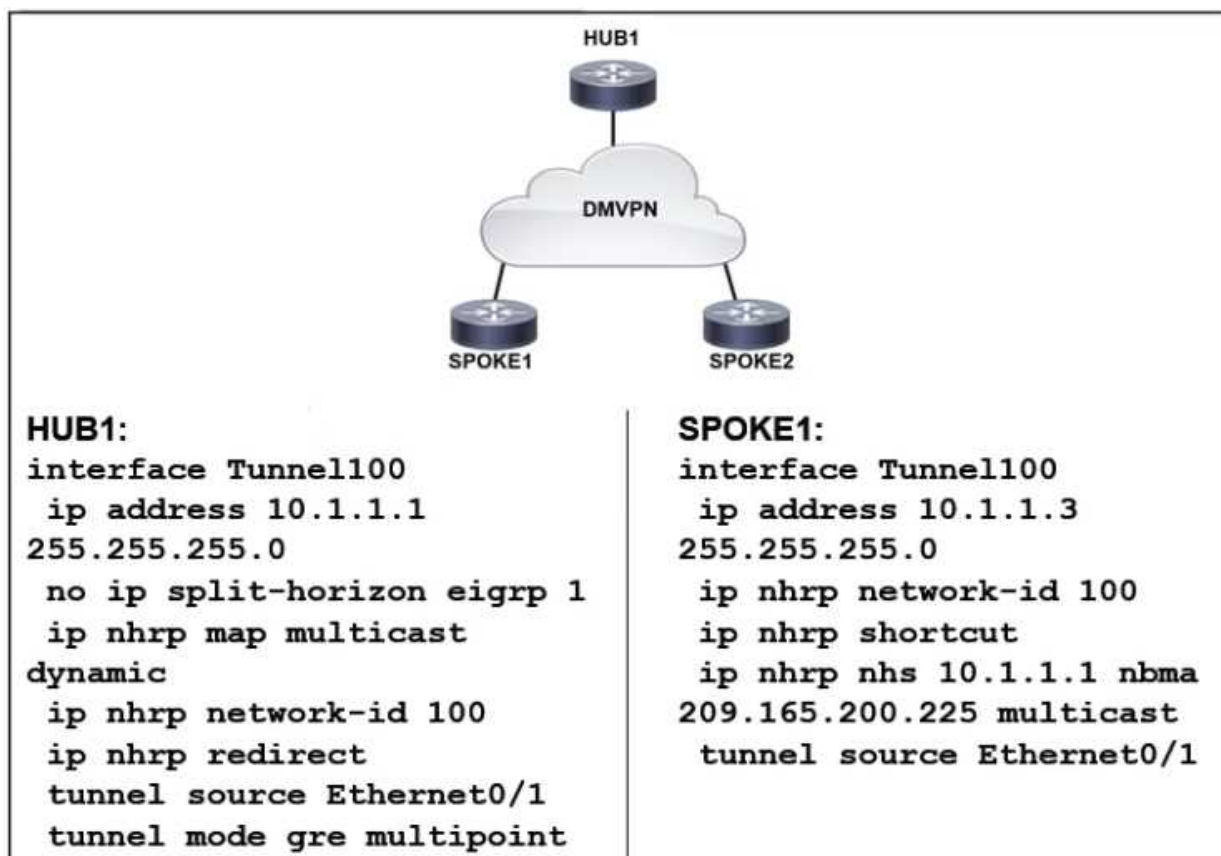 HUB1
DMVPN
SPOKE1
SPOKE2
HUB1:
interface Tunnel100
ip address 10.1.1.1
255.255.255.0
no ip split-horizon eigrp 1
ip nhrp map multicast
dynamic
ip nhrp network-id 100
ip nhrp redirect
tunnel source Ethernet0/1
tunnel mode gre multipoint
SPOKE1:
interface Tunnel100
ip address 10.1.1.3
255.255.255.0
ip nhrp network-id 100
ip nhrp shortcut
ip nhrp nhs 10.1.1.1 nbma
209.165.200.225 multicast
tunnel source Ethernet0/1